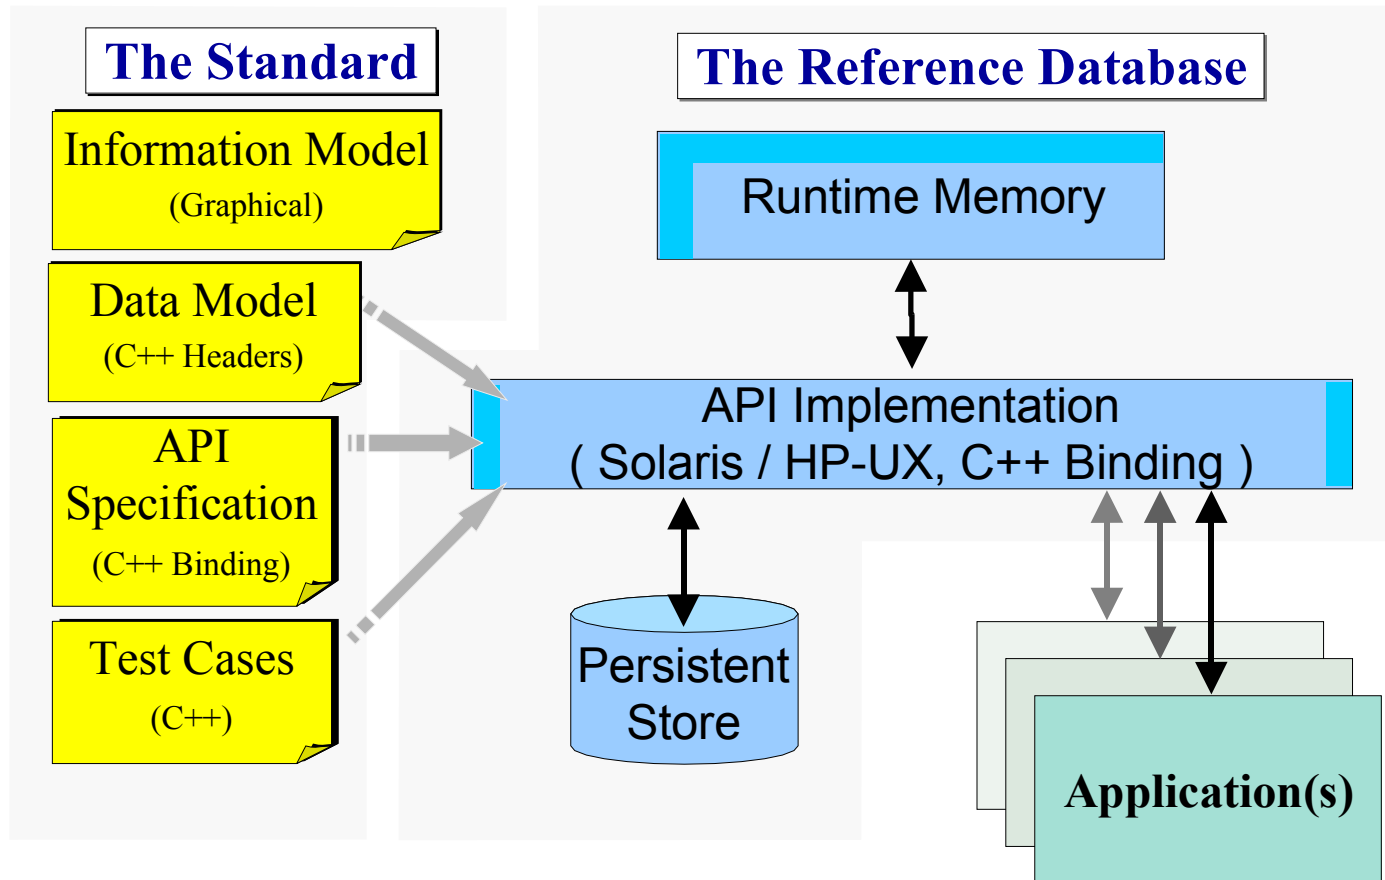 The Standard
Information Model
(Graphical)
Data Model
(C++ Headers)
API
Specification
(C++ Binding)
Test Cases
(C++)
The Reference Database
Runtime Memory
API Implementation
( Solaris / HP-UX, C++ Binding )
Persistent
Store
Application(s)